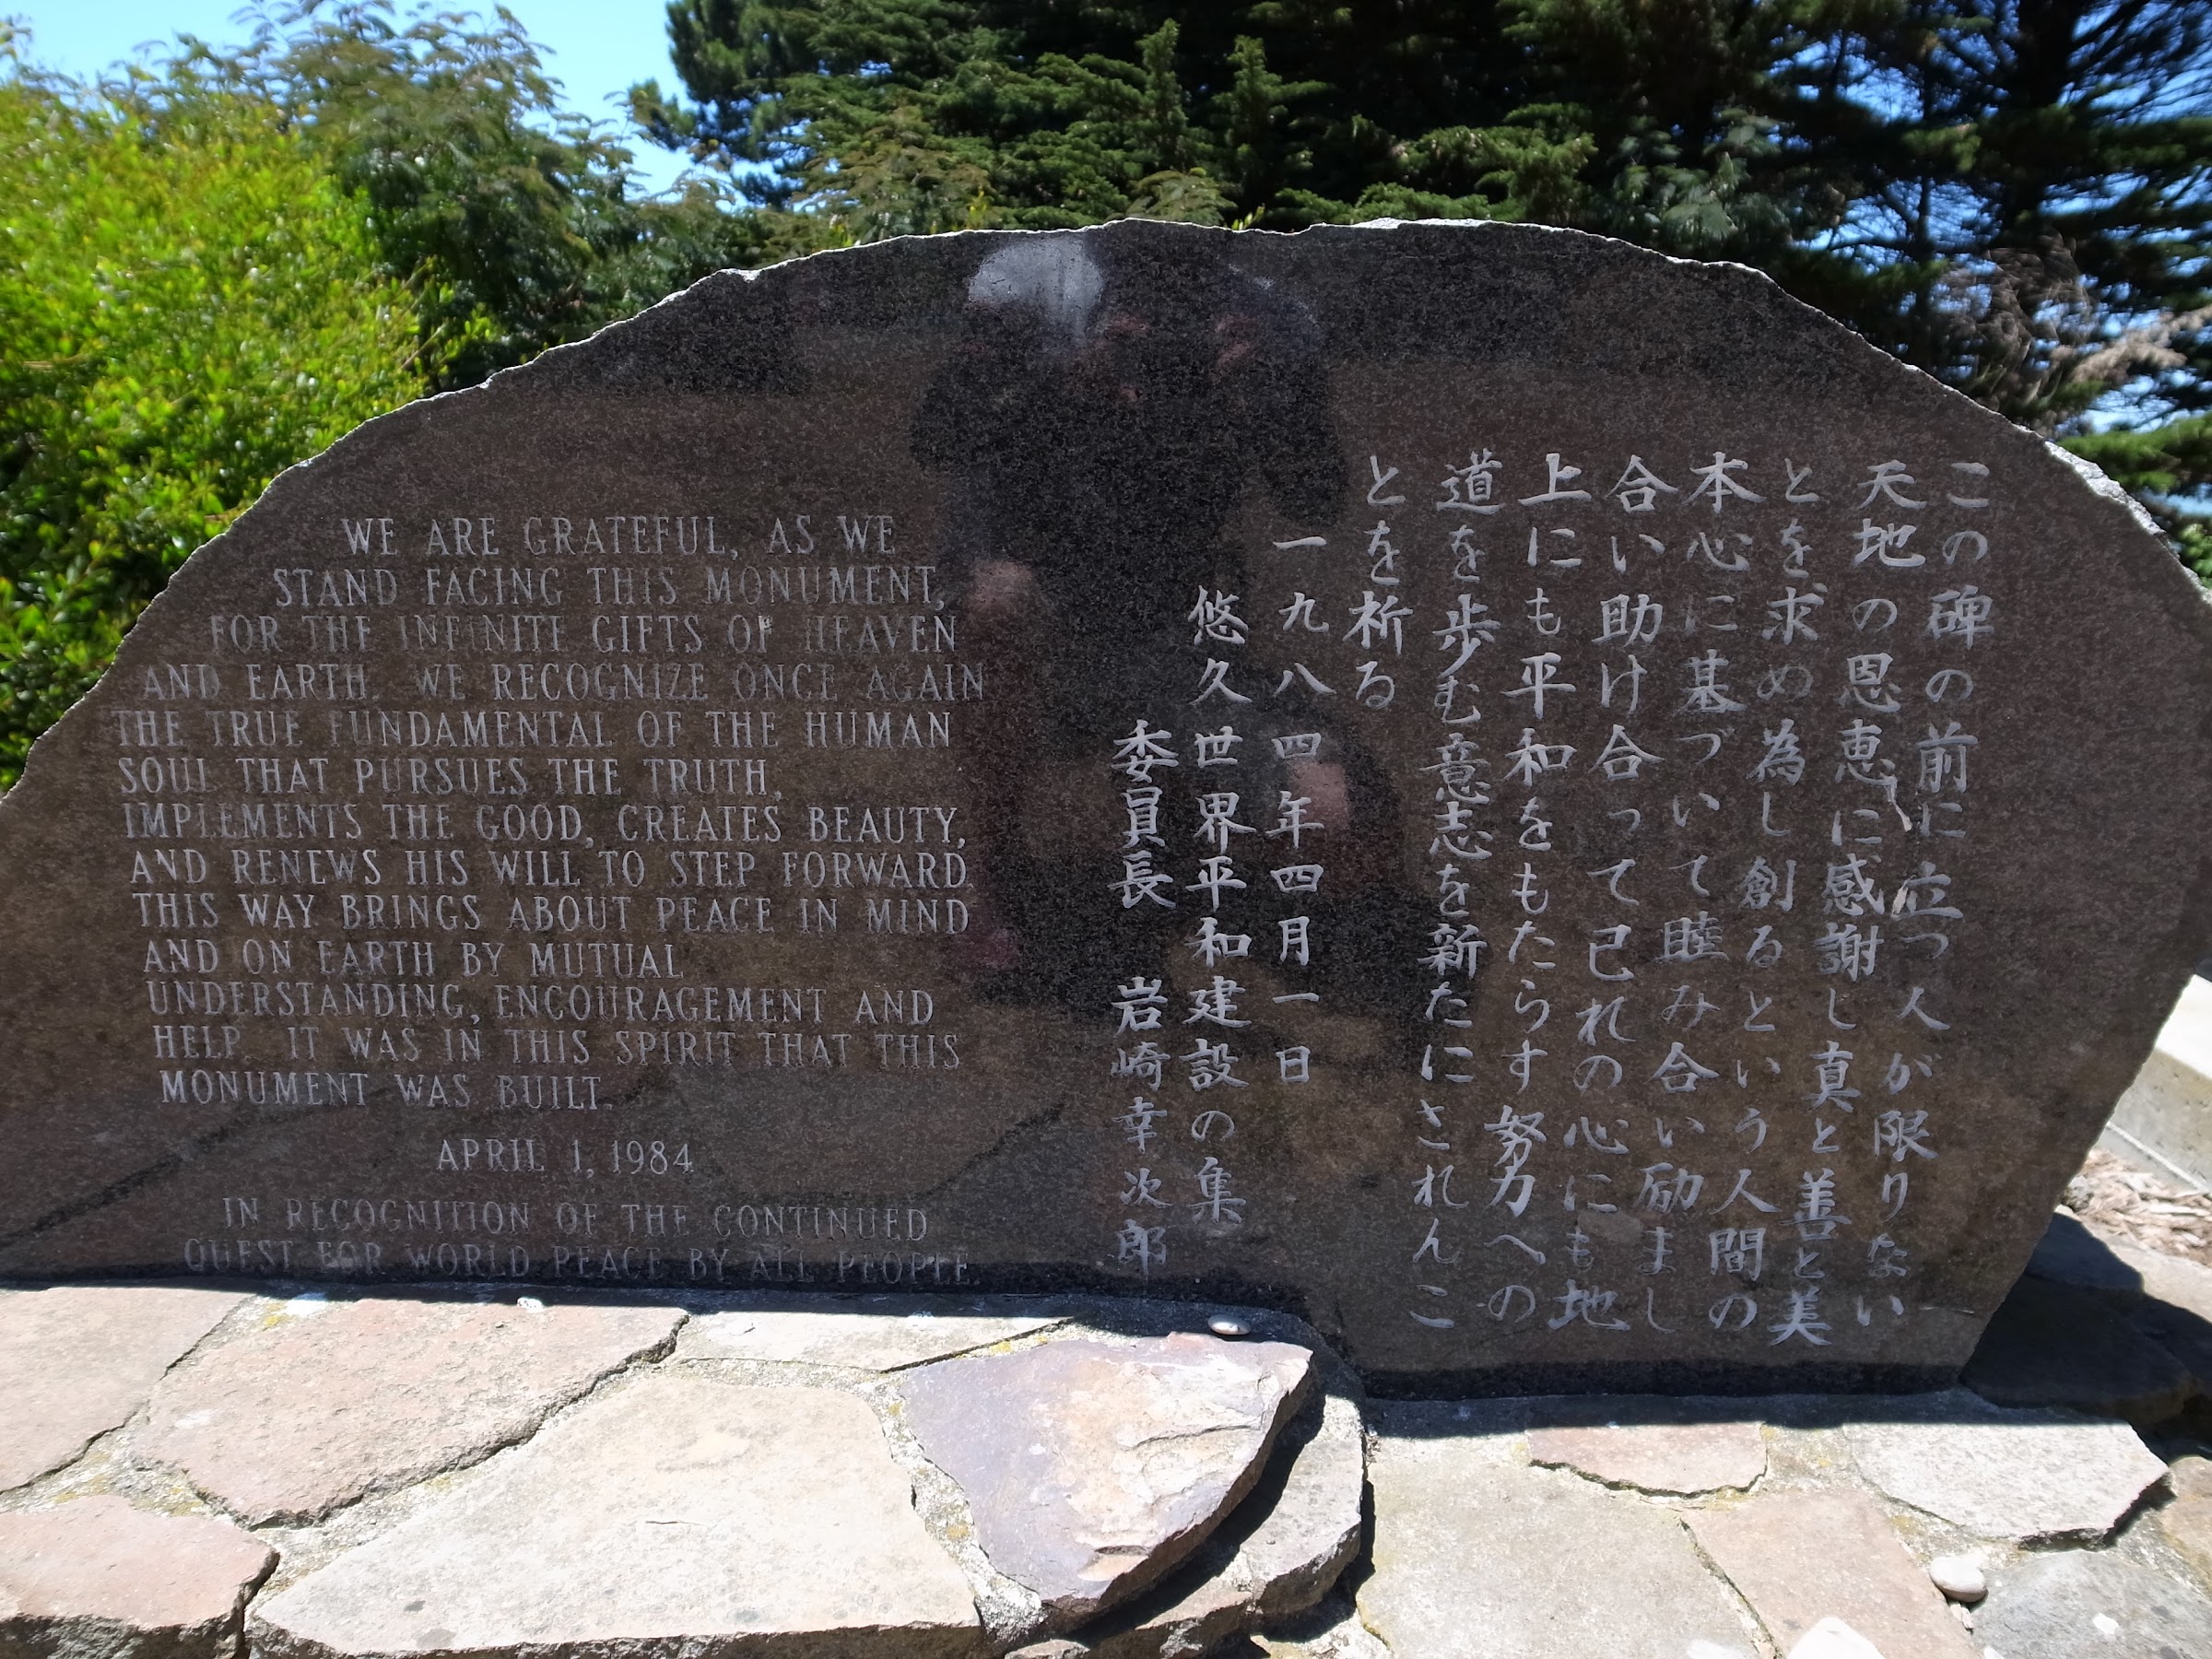 WE ARE GRATEFUL, AS WE
STAND FACING THIS MONUMENT,
FOR THE INFINITE GIFTS OF HEAVEN
AND EARTH. WE RECOGNIZE ONCE AGAIN
THE TRUE FUNDAMENTAL OF THE HUMAN
SOUL THAT PURSUES THE TRUTH,
IMPLEMENTS THE GOOD, CREATES BEAUTY,
AND RENEWS HIS WILL TO STEP FORWARD.
THIS WAY BRINGS ABOUT PEACE IN MIND
AND ON EARTH BY MUTUAL
UNDERSTANDING, ENCOURAGEMENT AND
HELP. IT WAS IN THIS SPIRIT THAT THIS
MONUMENT WAS BUILT.
APRIL 1, 1984
IN RECOGNITION OF THE CONTINUED
QUEST FOR WORLD PEACE BY ALL PEOPLE.
この碑の前に立つ人が限りない
天地の恩恵に感謝し真と善と美
とを求め為し創るという人間の
本心に基づいて睦み合い励まし
合い助け合って己れの心にも地
上にも平和をもたらす努力への
道を歩む意志を新たにされんこ
とを祈る
一九八四年四月一日
悠久世界平和建設の集
委員長 岩崎幸次郎